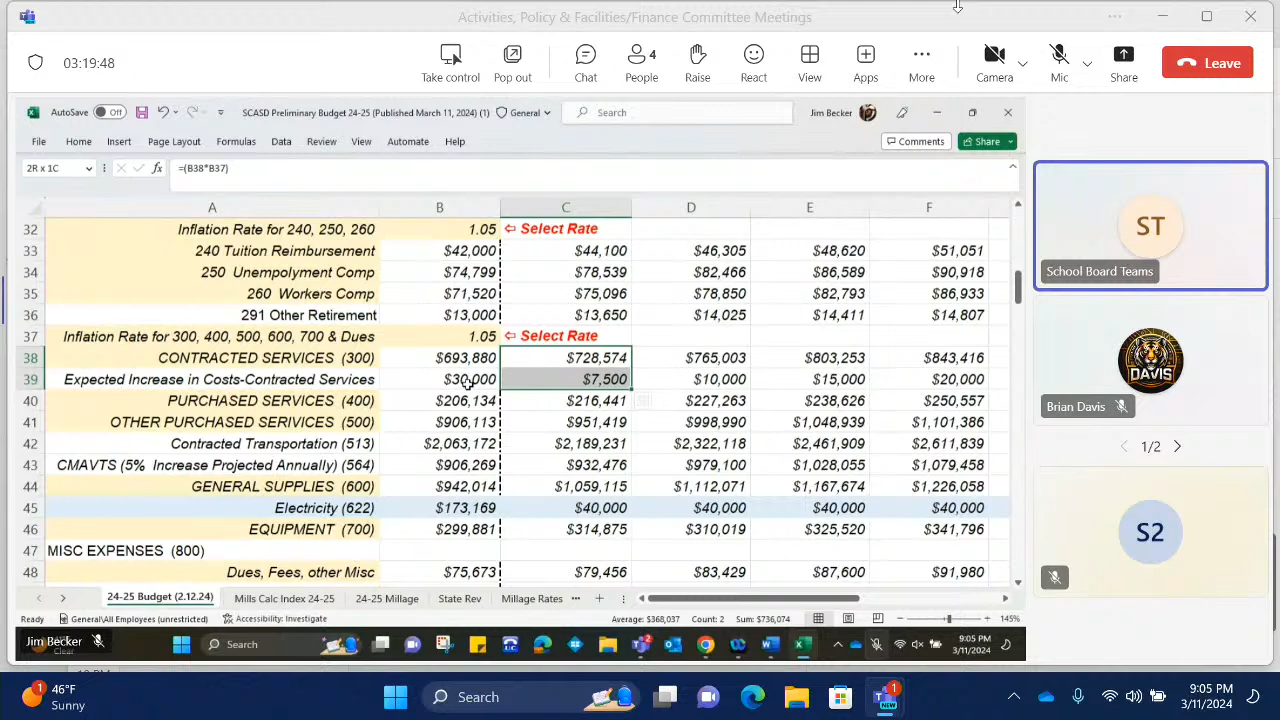 Activities, Policy & Facilities/Finance Committee Meetings
03:19:48
Take control
Pop out
Chat
4
People
Raise
React
View
Apps
More
Camera
Mic
Share
Leave
AutoSave Off
SCASD Preliminary Budget 24-25 (Published March 11, 2024) (1)
General
Search
Jim Becker
File Home Insert Page Layout Formulas Data Review View Automate Help
Comments
Share
2R x 1C
fx
=(B38*B37)
A B C D E F
32 Inflation Rate for 240, 250, 260 1.05 ⇦ Select Rate
33 240 Tuition Reimbursement $42,000 $44,100 $46,305 $48,620 $51,051
34 250 Unempolyment Comp $74,799 $78,539 $82,466 $86,589 $90,918
35 260 Workers Comp $71,520 $75,096 $78,850 $82,793 $86,933
36 291 Other Retirement $13,000 $13,650 $14,025 $14,411 $14,807
37 Inflation Rate for 300, 400, 500, 600, 700 & Dues 1.05 ⇦ Select Rate
38 CONTRACTED SERVICES (300) $693,880 $728,574 $765,003 $803,253 $843,416
39 Expected Increase in Costs-Contracted Services $30,000 $7,500 $10,000 $15,000 $20,000
40 PURCHASED SERVICES (400) $206,134 $216,441 $227,263 $238,626 $250,557
41 OTHER PURCHASED SERIVICES (500) $906,113 $951,419 $998,990 $1,048,939 $1,101,386
42 Contracted Transportation (513) $2,063,172 $2,189,231 $2,322,118 $2,461,909 $2,611,839
43 CMAVTS (5% Increase Projected Annually) (564) $906,269 $932,476 $979,100 $1,028,055 $1,079,458
44 GENERAL SUPPLIES (600) $942,014 $1,059,115 $1,112,071 $1,167,674 $1,226,058
45 Electricity (622) $173,169 $40,000 $40,000 $40,000 $40,000
46 EQUIPMENT (700) $299,881 $314,875 $310,019 $325,520 $341,796
47 MISC EXPENSES (800)
48 Dues, Fees, other Misc $75,673 $79,456 $83,429 $87,600 $91,980
24-25 Budget (2.12.24) Mills Calc Index 24-25 24-25 Millage State Rev Millage Rates
Ready General\All Employees (unrestricted) Accessibility: Investigate Average: $368,037 Count: 2 Sum: $736,074 145%
Jim Becker
Clear
Search
9:05 PM
3/11/2024
ST
School Board Teams
DAVIS
Brian Davis
1/2
S2
46°F
Sunny
1
Search
NEW
1
9:05 PM
3/11/2024